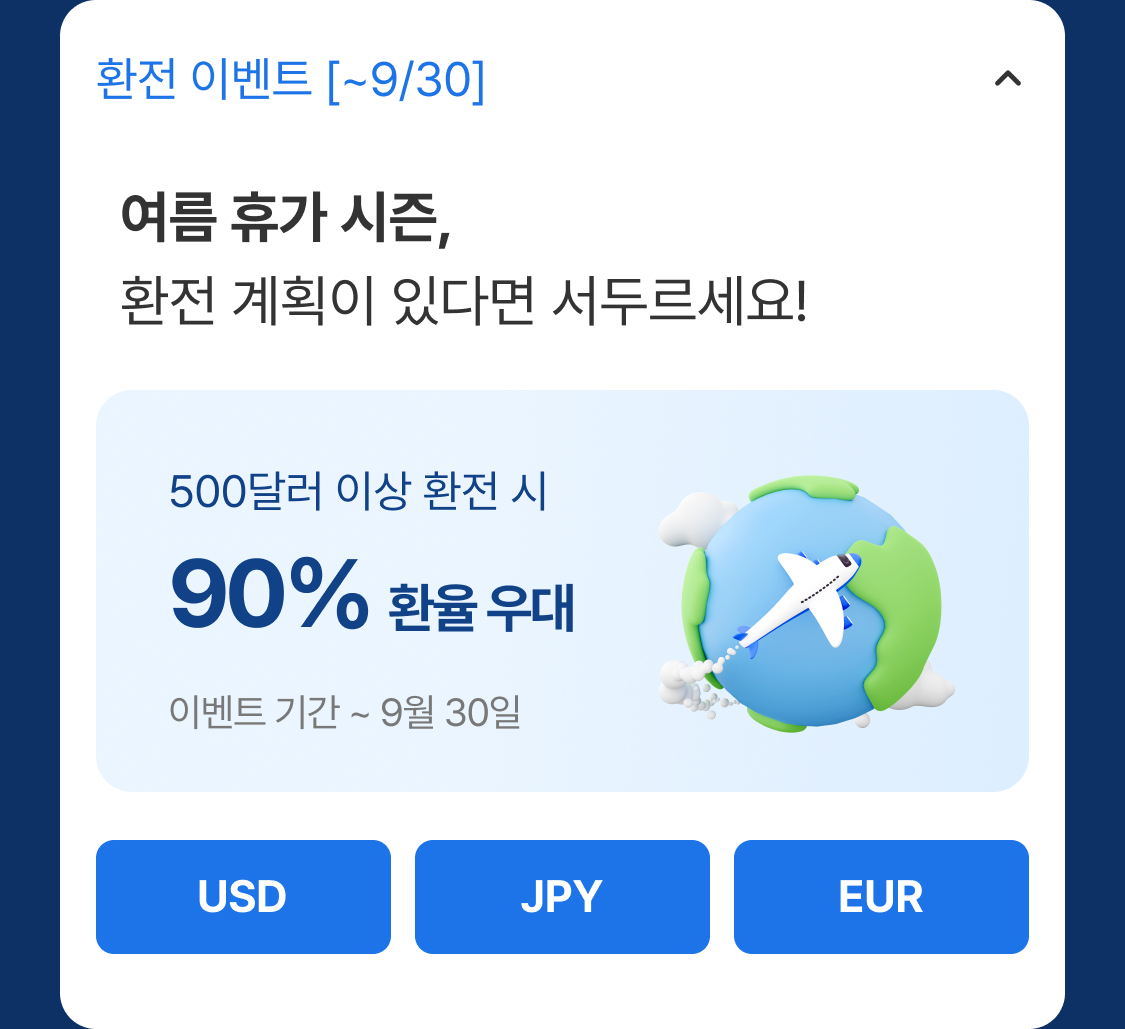 환전 이벤트 [~9/30]
여름 휴가 시즌,
환전 계획이 있다면 서두르세요!
500달러 이상 환전 시
90% 환율 우대
이벤트 기간 ~ 9월 30일
USD
JPY
EUR